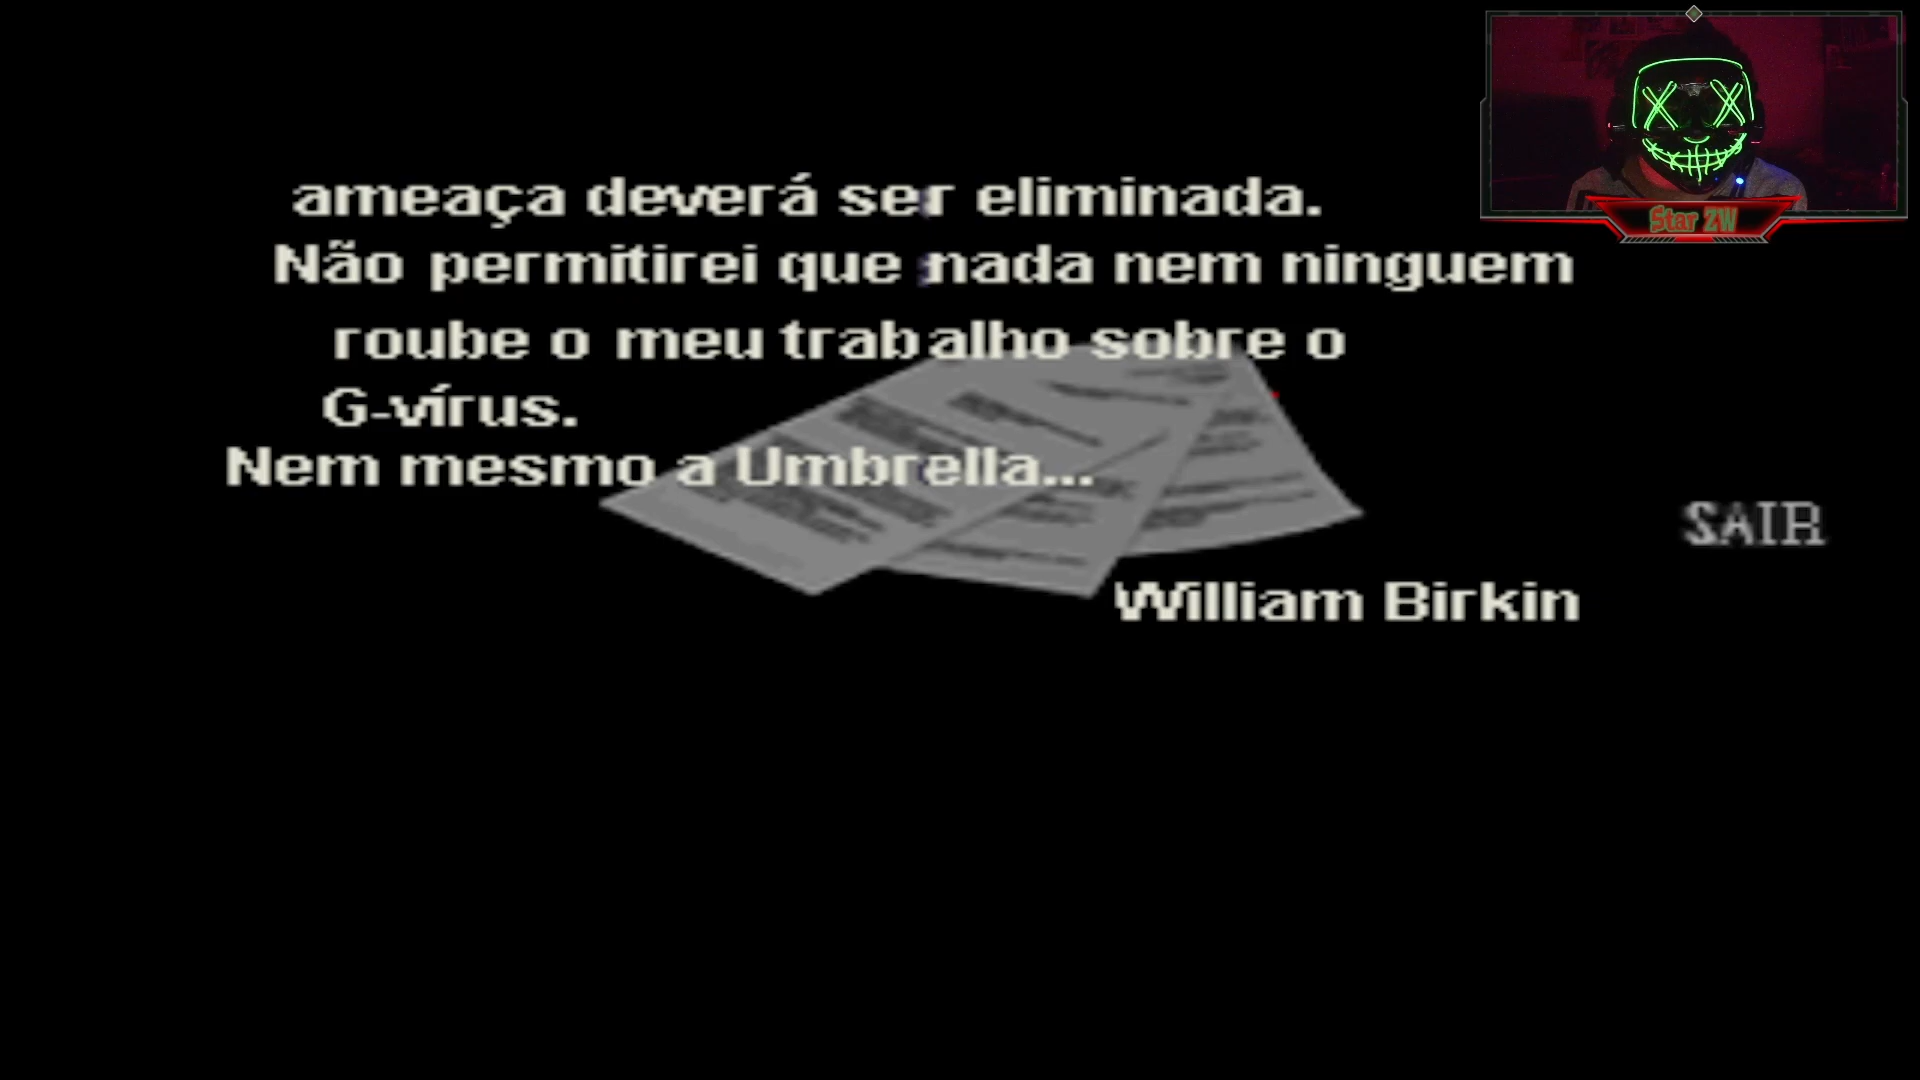 Star ZW
ameaça deverá ser eliminada.
Não permitirei que nada nem ninguem
roube o meu trabalho sobre o
G-vírus.
Nem mesmo a Umbrella...
SAIR
William Birkin